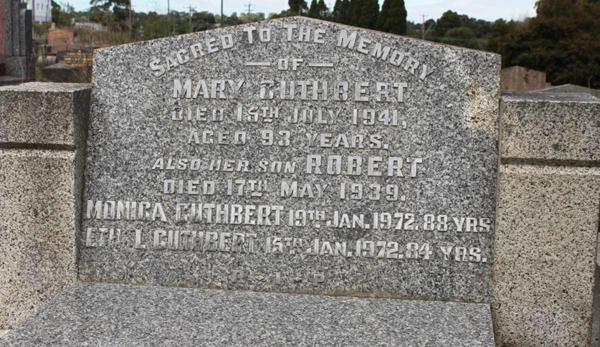 SACRED TO THE MEMORY
OF
MARY CUTHBERT
DIED 15TH JULY 1941,
AGED 93 YEARS.
ALSO HER SON ROBERT
DIED 17TH MAY 1939.
MONICA CUTHBERT 19TH JAN. 1972. 88 YRS
L CUTHBERT 15TH JAN. 1972. 84 YRS.